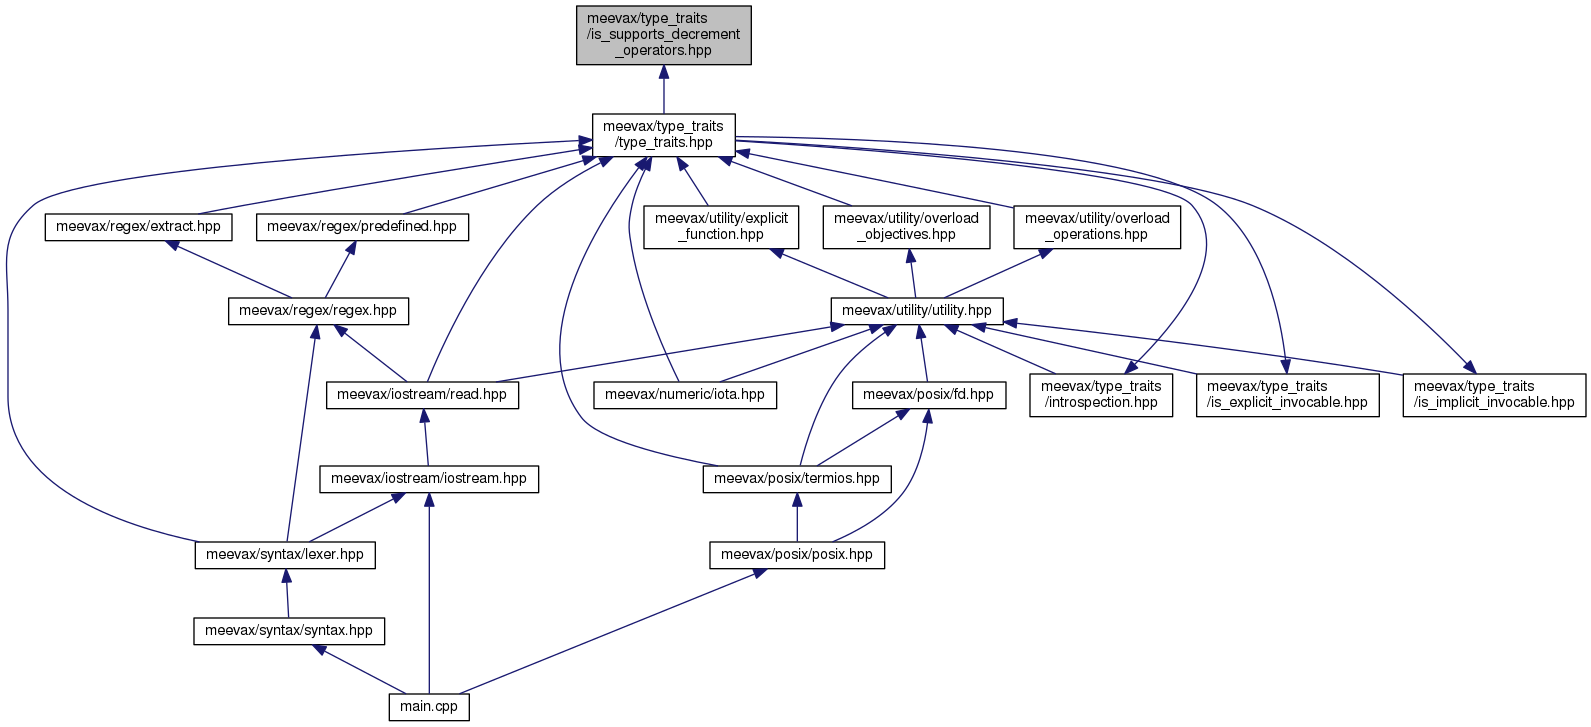 meevax/type_traits
/is_supports_decrement
_operators.hpp
meevax/type_traits
/type_traits.hpp
meevax/regex/extract.hpp
meevax/regex/predefined.hpp
meevax/utility/explicit
_function.hpp
meevax/utility/overload
_objectives.hpp
meevax/utility/overload
_operations.hpp
meevax/regex/regex.hpp
meevax/utility/utility.hpp
meevax/iostream/read.hpp
meevax/numeric/iota.hpp
meevax/posix/fd.hpp
meevax/type_traits
/introspection.hpp
meevax/type_traits
/is_explicit_invocable.hpp
meevax/type_traits
/is_implicit_invocable.hpp
meevax/iostream/iostream.hpp
meevax/posix/termios.hpp
meevax/syntax/lexer.hpp
meevax/posix/posix.hpp
meevax/syntax/syntax.hpp
main.cpp